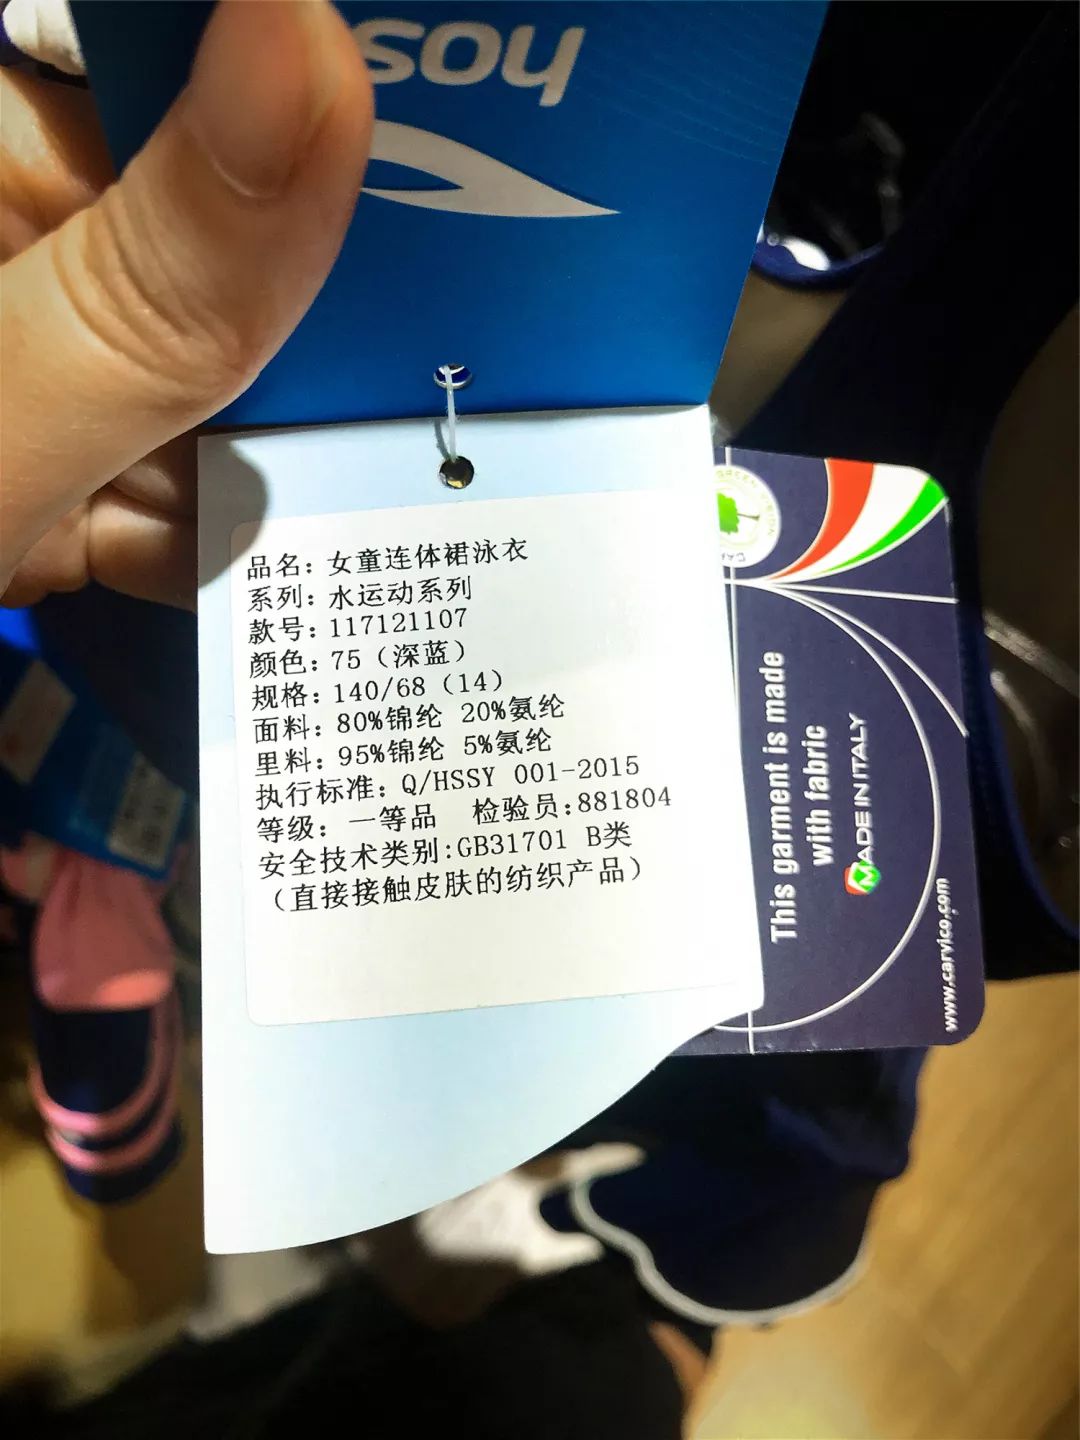 hos
品名：女童连体裙泳衣
系列：水运动系列
款号：117121107
颜色：75（深蓝）
规格：140/68（14）
面料：80%锦纶 20%氨纶
里料：95%锦纶 5%氨纶
执行标准：Q/HSSY 001-2015
等级：一等品 检验员:881804
安全技术类别:GB31701 B类
（直接接触皮肤的纺织产品）
This garment is made
with fabric
MADE IN ITALY
www.carvico.com